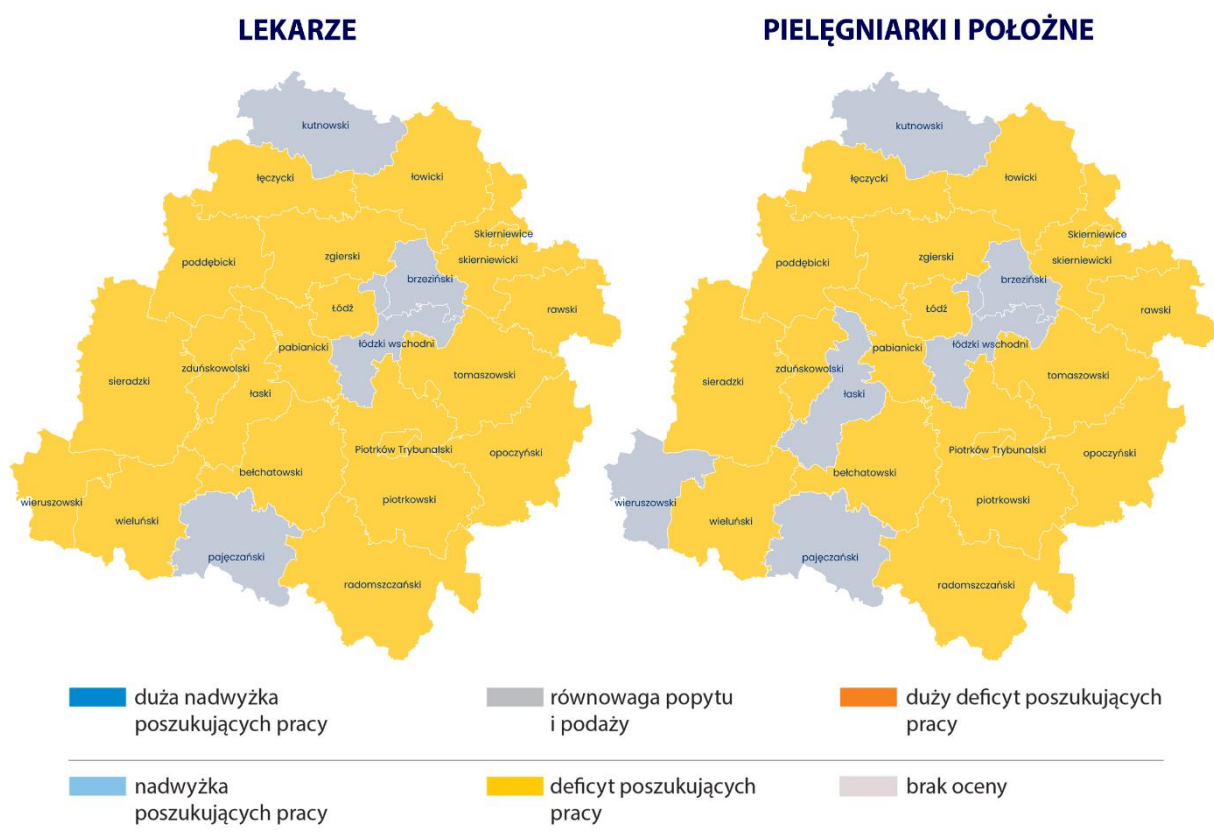 LEKARZE
kutnowski
łęczycki
łowicki
poddębicki
zgierski
skierniewicki
brzeziński
Łódź
rawski
pabianicki
łódzki wschodni
zduńskowolski
tomaszowski
sieradzki
łaski
Piotrków Trybunalski
opoczyński
bełchatowski
wieruszowski
piotrkowski
wieluński
pajęczański
radomszczański
PIELĘGNIARKI I POŁOŻNE
kutnowski
łęczycki
łowicki
Skierniewice
poddębicki
zgierski
skierniewicki
brzeziński
Łódź
rawski
pabianicki
łódzki wschodni
zduńskowolski
tomaszowski
sieradzki
łaski
Piotrków Trybunalski
opoczyński
bełchatowski
wieruszowski
piotrkowski
wieluński
pajęczański
radomszczański
duża nadwyżka
poszukujących pracy
równowaga popytu
i podaży
duży deficyt poszukujących
pracy
nadwyżka
poszukujących pracy
deficyt poszukujących
pracy
brak oceny